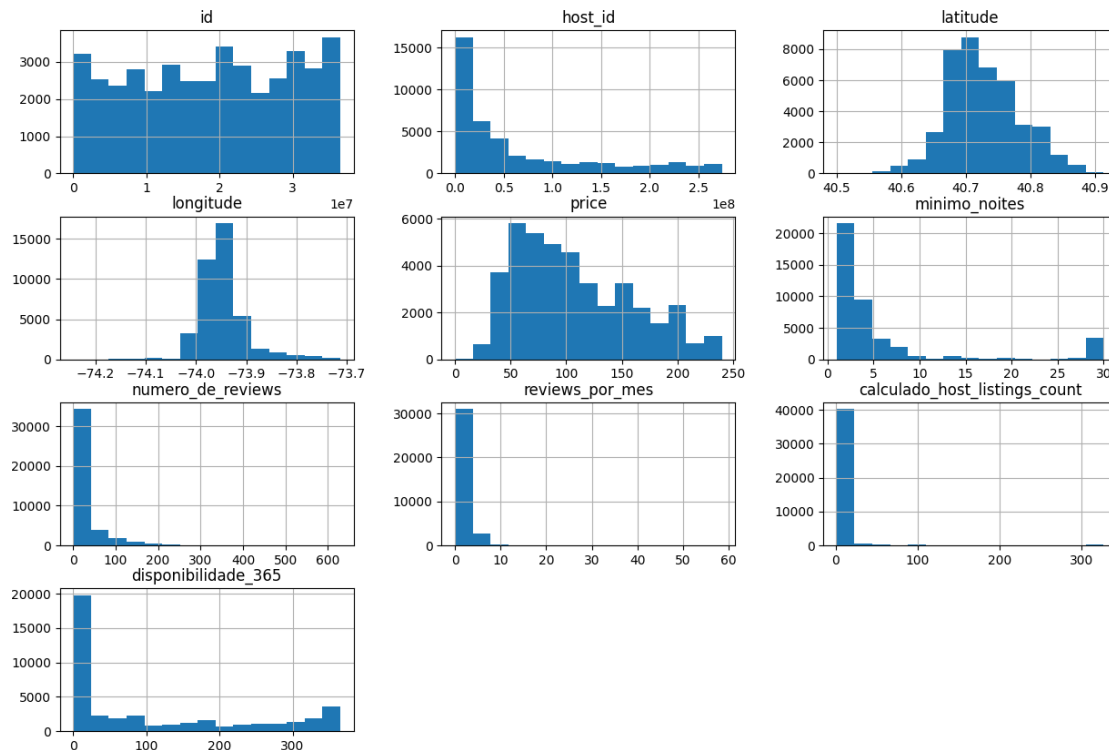 id
3000
2000
1000
0
0 1 2 3
1e7
host_id
15000
10000
5000
0
0.0 0.5 1.0 1.5 2.0 2.5
1e8
latitude
8000
6000
4000
2000
0
40.5 40.6 40.7 40.8 40.9
longitude
15000
10000
5000
0
−74.2 −74.1 −74.0 −73.9 −73.8 −73.7
price
6000
4000
2000
0
0 50 100 150 200 250
minimo_noites
20000
15000
10000
5000
0
0 5 10 15 20 25 30
numero_de_reviews
30000
20000
10000
0
0 100 200 300 400 500 600
reviews_por_mes
30000
20000
10000
0
0 10 20 30 40 50 60
calculado_host_listings_count
40000
30000
20000
10000
0
0 100 200 300
disponibilidade_365
20000
15000
10000
5000
0
0 100 200 300